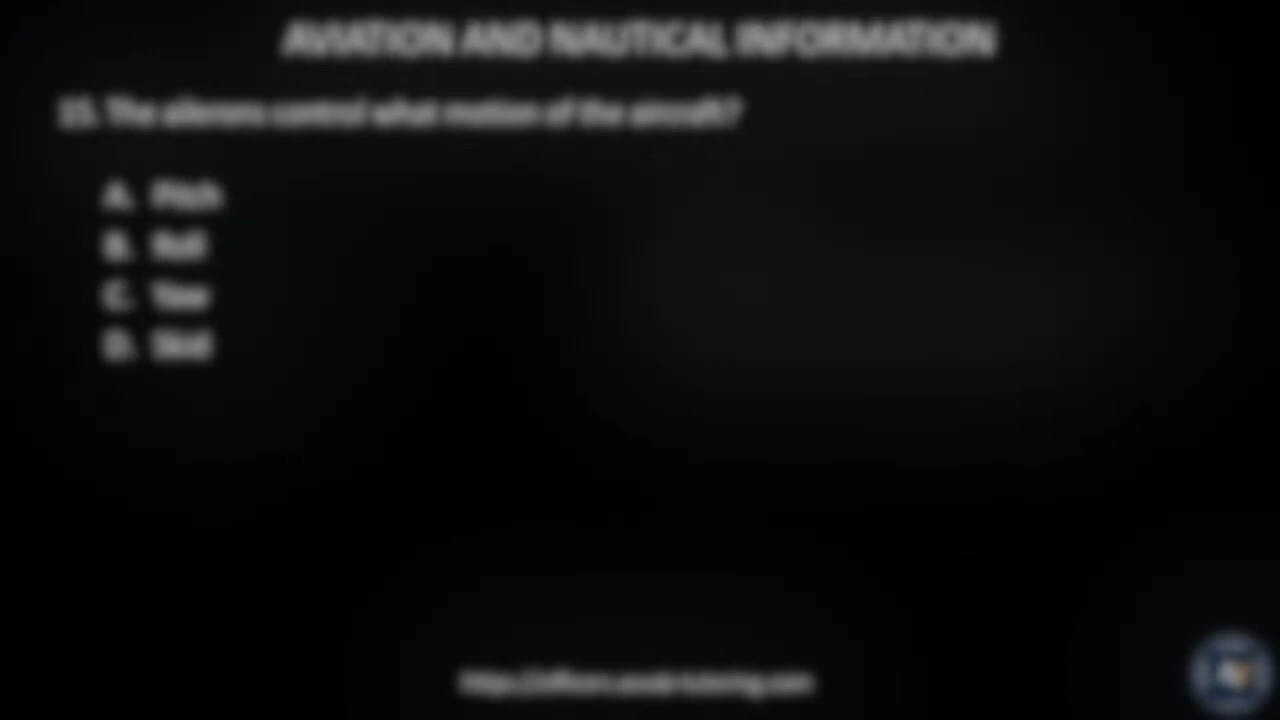 AVIATION AND NAUTICAL INFORMATION
15. The ailerons control what motion of the aircraft?
A. Pitch
B. Roll
C. Yaw
D. Skid